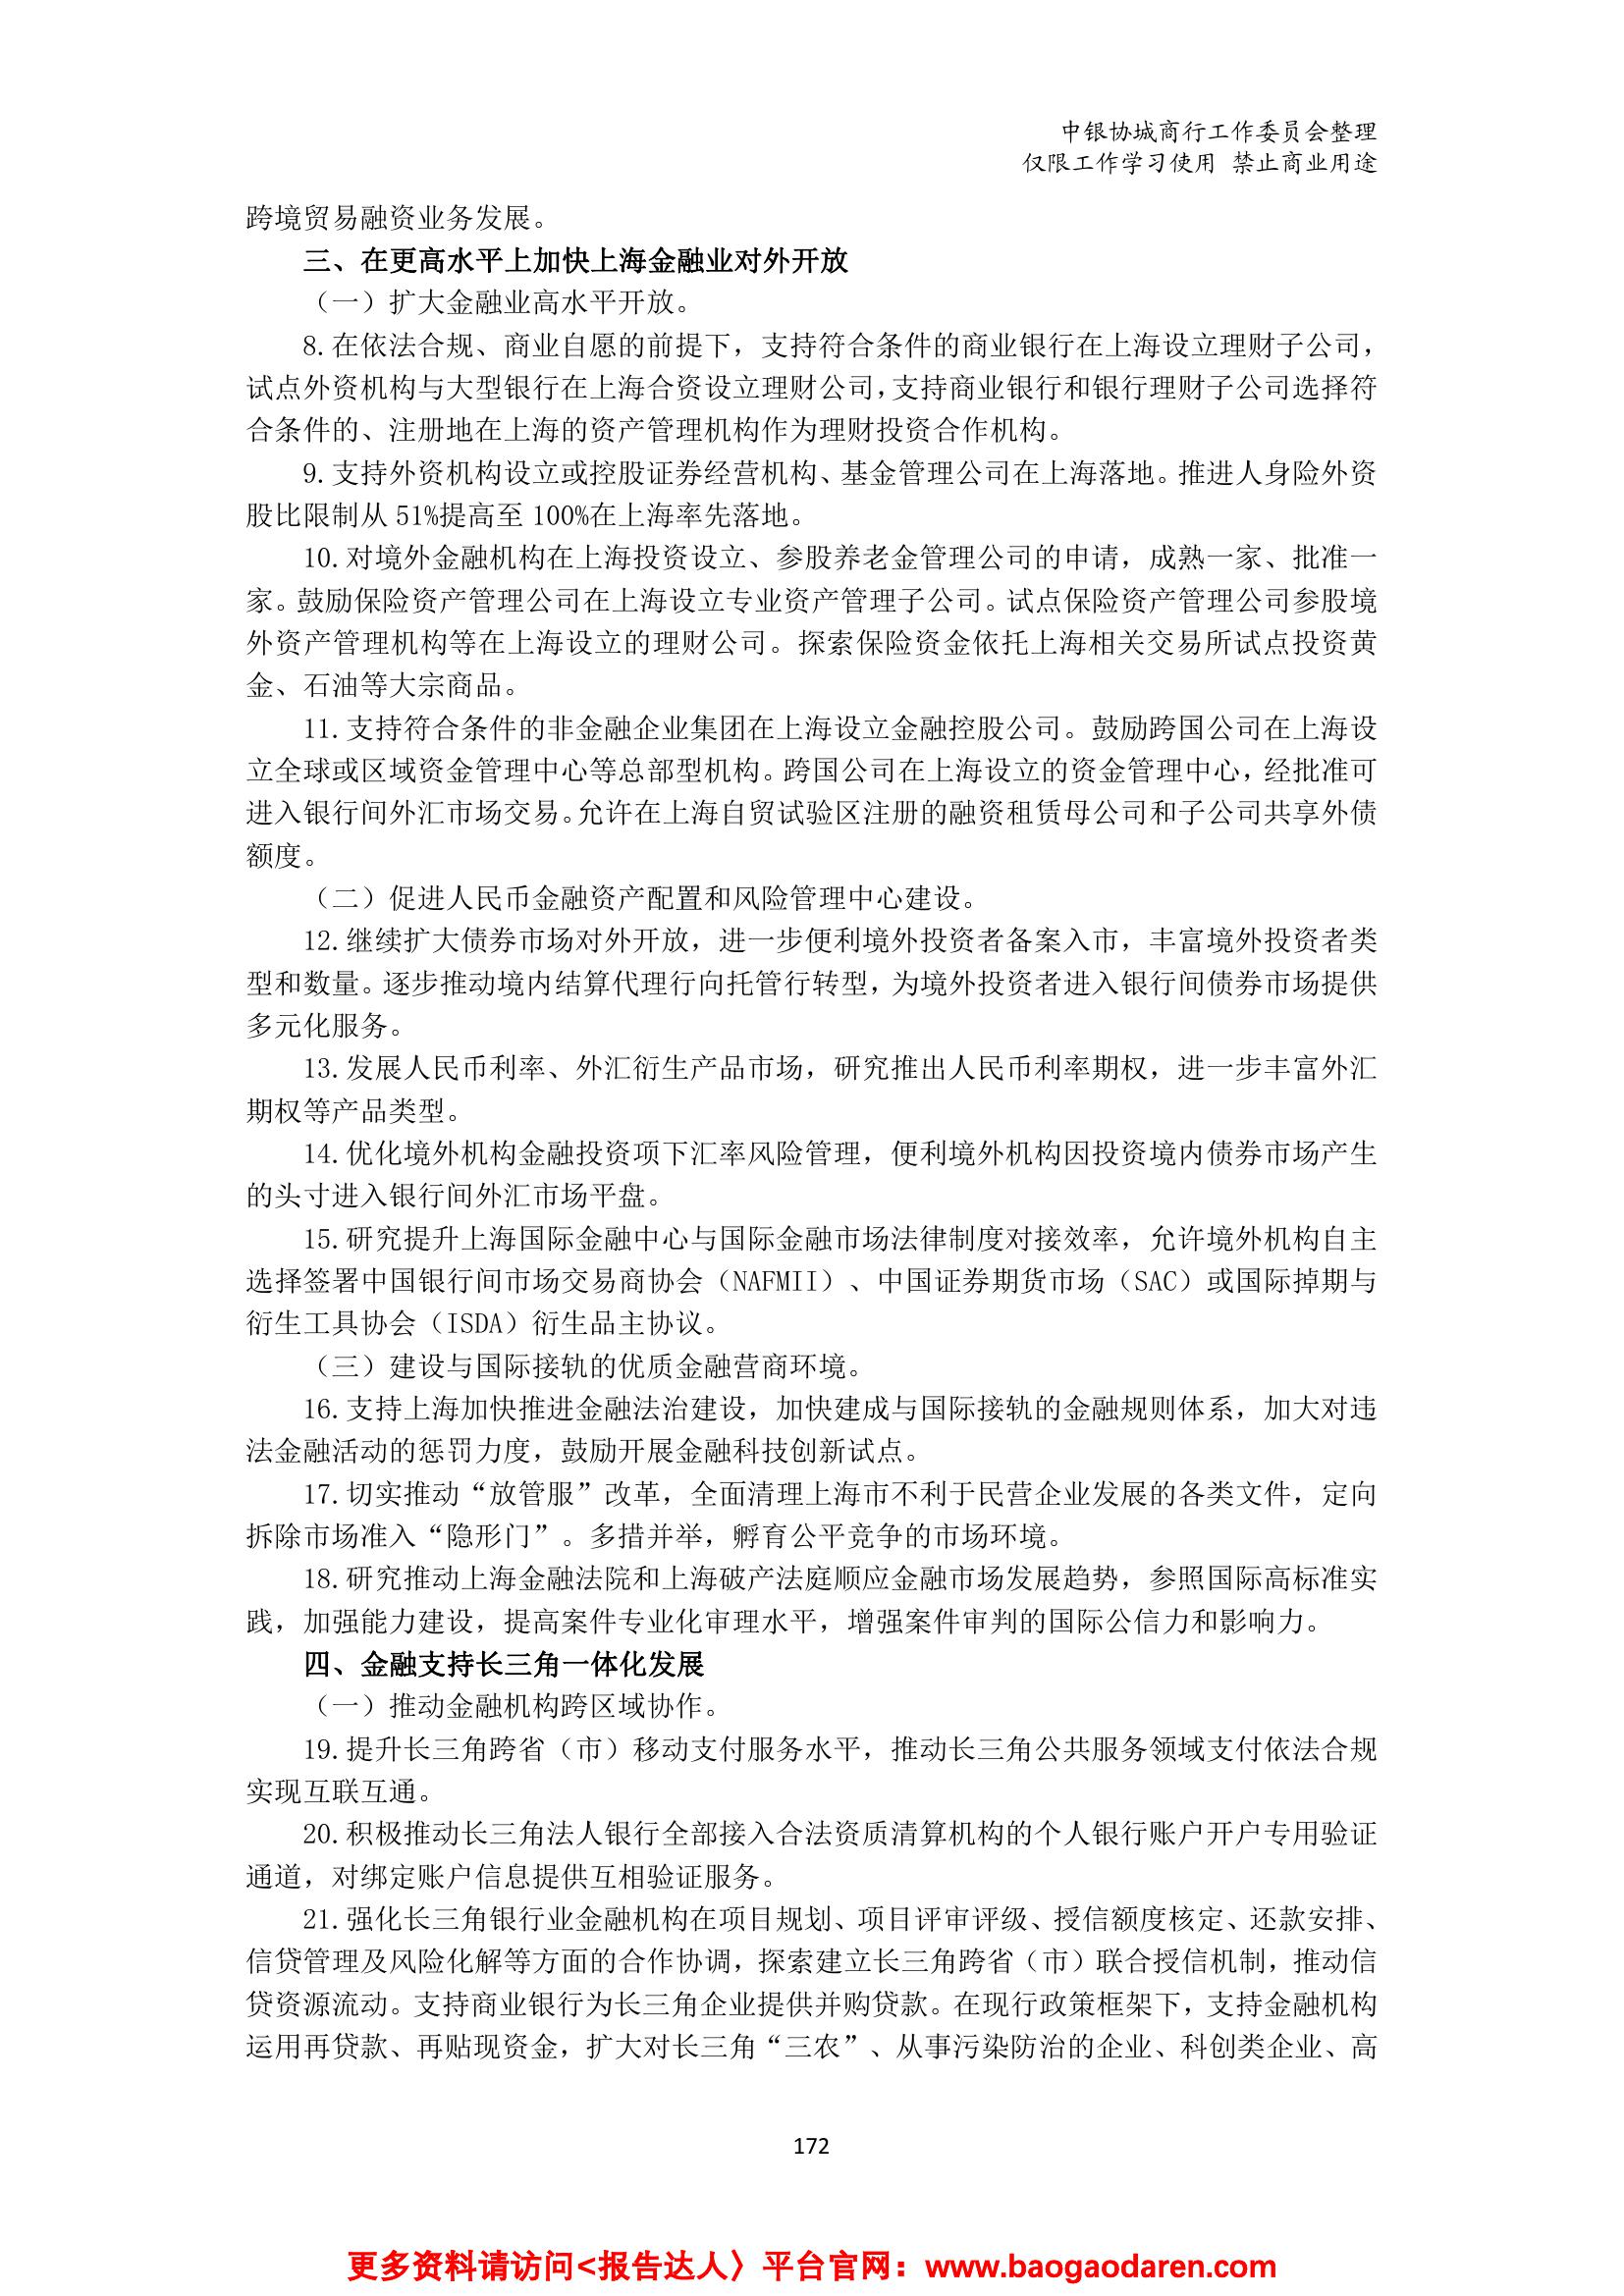 中银协城商行工作委员会整理
仅限工作学习使用 禁止商业用途
跨境贸易融资业务发展。
三、在更高水平上加快上海金融业对外开放
（一）扩大金融业高水平开放。
8.在依法合规、商业自愿的前提下，支持符合条件的商业银行在上海设立理财子公司，
试点外资机构与大型银行在上海合资设立理财公司，支持商业银行和银行理财子公司选择符
合条件的、注册地在上海的资产管理机构作为理财投资合作机构。
9.支持外资机构设立或控股证券经营机构、基金管理公司在上海落地。推进人身险外资
股比限制从 51%提高至 100%在上海率先落地。
10.对境外金融机构在上海投资设立、参股养老金管理公司的申请，成熟一家、批准一
家。鼓励保险资产管理公司在上海设立专业资产管理子公司。试点保险资产管理公司参股境
外资产管理机构等在上海设立的理财公司。探索保险资金依托上海相关交易所试点投资黄
金、石油等大宗商品。
11.支持符合条件的非金融企业集团在上海设立金融控股公司。鼓励跨国公司在上海设
立全球或区域资金管理中心等总部型机构。跨国公司在上海设立的资金管理中心，经批准可
进入银行间外汇市场交易。允许在上海自贸试验区注册的融资租赁母公司和子公司共享外债
额度。
（二）促进人民币金融资产配置和风险管理中心建设。
12.继续扩大债券市场对外开放，进一步便利境外投资者备案入市，丰富境外投资者类
型和数量。逐步推动境内结算代理行向托管行转型，为境外投资者进入银行间债券市场提供
多元化服务。
13.发展人民币利率、外汇衍生产品市场，研究推出人民币利率期权，进一步丰富外汇
期权等产品类型。
14.优化境外机构金融投资项下汇率风险管理，便利境外机构因投资境内债券市场产生
的头寸进入银行间外汇市场平盘。
15.研究提升上海国际金融中心与国际金融市场法律制度对接效率，允许境外机构自主
选择签署中国银行间市场交易商协会（NAFMII）、中国证券期货市场（SAC）或国际掉期与
衍生工具协会（ISDA）衍生品主协议。
（三）建设与国际接轨的优质金融营商环境。
16.支持上海加快推进金融法治建设，加快建成与国际接轨的金融规则体系，加大对违
法金融活动的惩罚力度，鼓励开展金融科技创新试点。
17.切实推动“放管服”改革，全面清理上海市不利于民营企业发展的各类文件，定向
拆除市场准入“隐形门”。多措并举，孵育公平竞争的市场环境。
18.研究推动上海金融法院和上海破产法庭顺应金融市场发展趋势，参照国际高标准实
践，加强能力建设，提高案件专业化审理水平，增强案件审判的国际公信力和影响力。
四、金融支持长三角一体化发展
（一）推动金融机构跨区域协作。
19.提升长三角跨省（市）移动支付服务水平，推动长三角公共服务领域支付依法合规
实现互联互通。
20.积极推动长三角法人银行全部接入合法资质清算机构的个人银行账户开户专用验证
通道，对绑定账户信息提供互相验证服务。
21.强化长三角银行业金融机构在项目规划、项目评审评级、授信额度核定、还款安排、
信贷管理及风险化解等方面的合作协调，探索建立长三角跨省（市）联合授信机制，推动信
贷资源流动。支持商业银行为长三角企业提供并购贷款。在现行政策框架下，支持金融机构
运用再贷款、再贴现资金，扩大对长三角“三农”、从事污染防治的企业、科创类企业、高
172
更多资料请访问<报告达人〉平台官网：www.baogaodaren.com